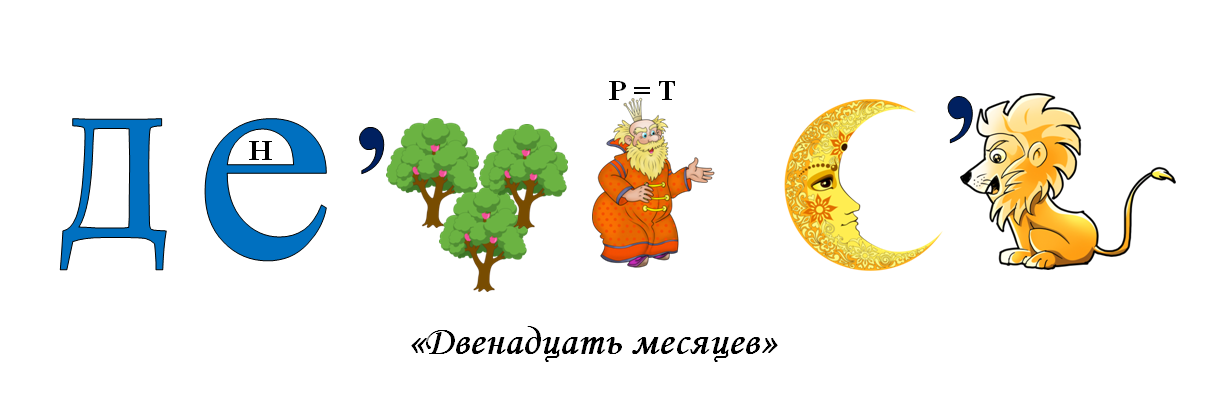 Р = Т
Де н ’ ’
«Двенадцать месяцев»